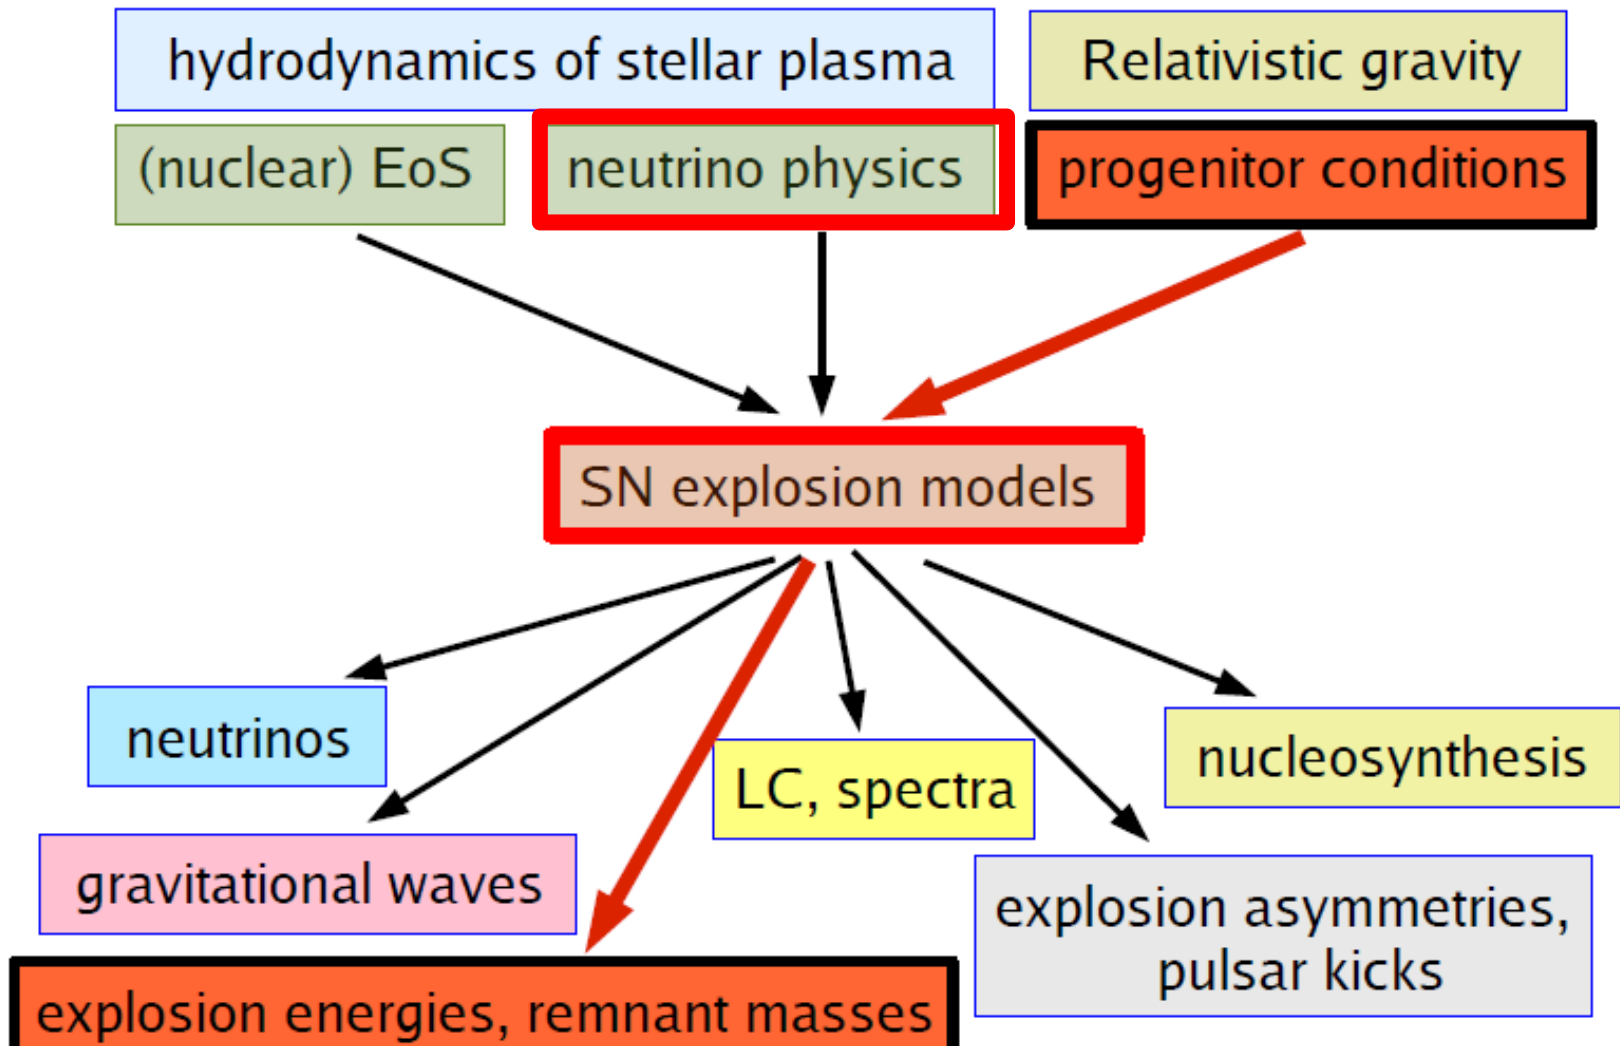 hydrodynamics of stellar plasma
Relativistic gravity
(nuclear) EoS
neutrino physics
progenitor conditions
SN explosion models
neutrinos
LC, spectra
nucleosynthesis
gravitational waves
explosion asymmetries,
pulsar kicks
explosion energies, remnant masses